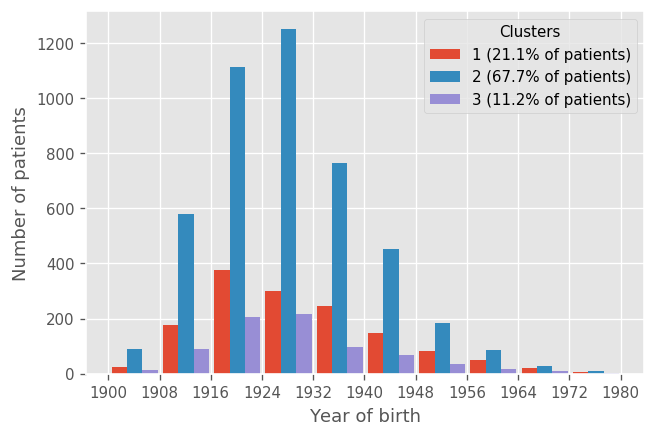 Clusters
1 (21.1% of patients)
2 (67.7% of patients)
3 (11.2% of patients)
Number of patients
1200
1000
800
600
400
200
0
1900 1908 1916 1924 1932 1940 1948 1956 1964 1972 1980
Year of birth